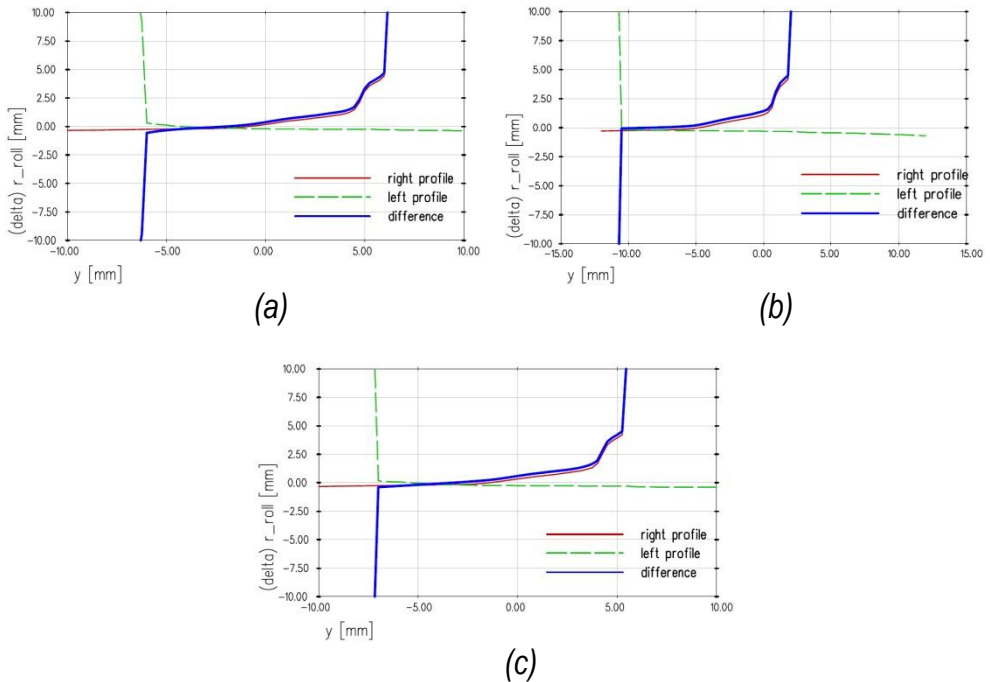 10.00
7.50
5.00
2.50
0.00
-2.50
-5.00
-7.50
-10.00
(delta) r_roll [mm]
right profile
left profile
difference
-10.00 -5.00 0.00 5.00 10.00
y [mm]
(a)
10.00
7.50
5.00
2.50
0.00
-2.50
-5.00
-7.50
-10.00
(delta) r_roll [mm]
right profile
left profile
difference
-15.00 -10.00 -5.00 0.00 5.00 10.00 15.00
y [mm]
(b)
10.00
7.50
5.00
2.50
0.00
-2.50
-5.00
-7.50
-10.00
(delta) r_roll [mm]
right profile
left profile
difference
-10.00 -5.00 0.00 5.00 10.00
y [mm]
(c)